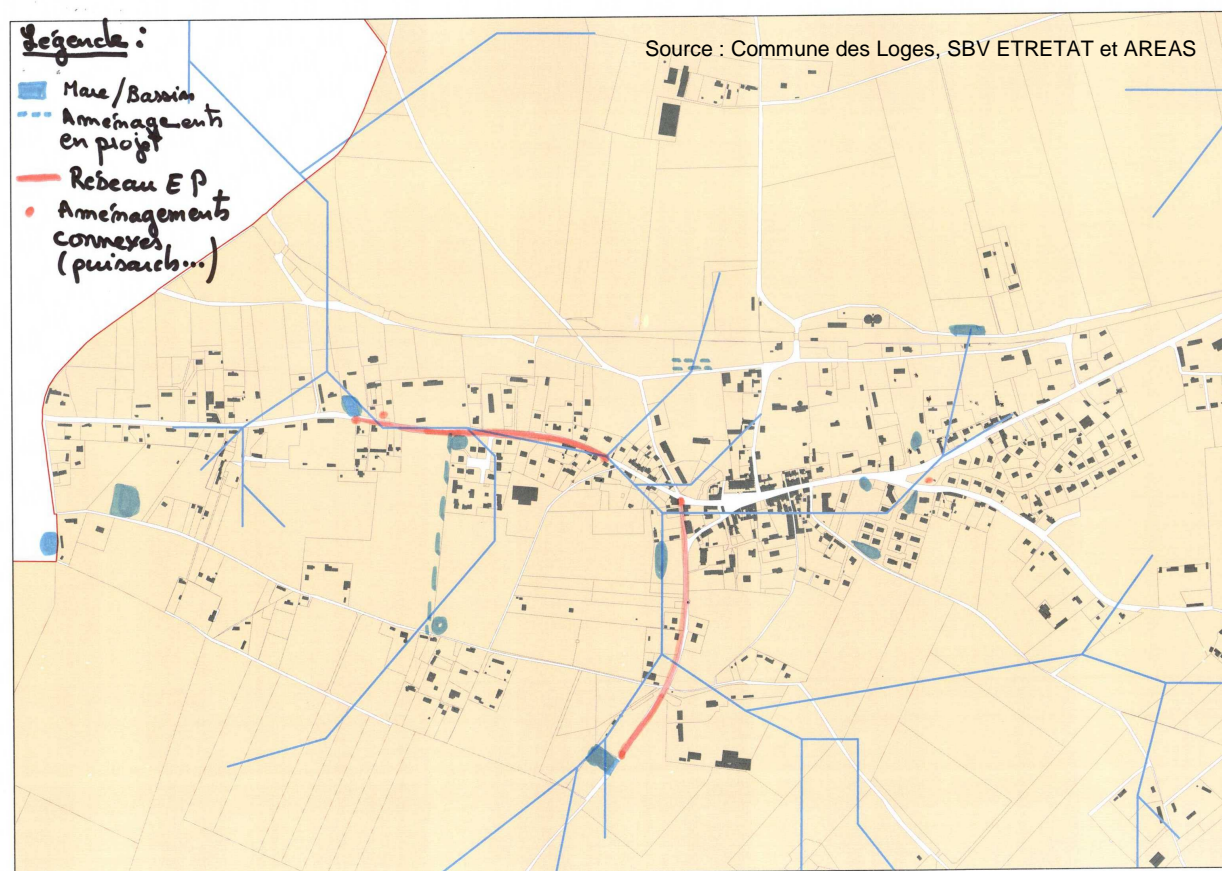 Légende :
Mare/Bassin
Aménagements
en projet
Réseau EP
Aménagements
connexes
(puisards...)
Source : Commune des Loges, SBV ETRETAT et AREAS